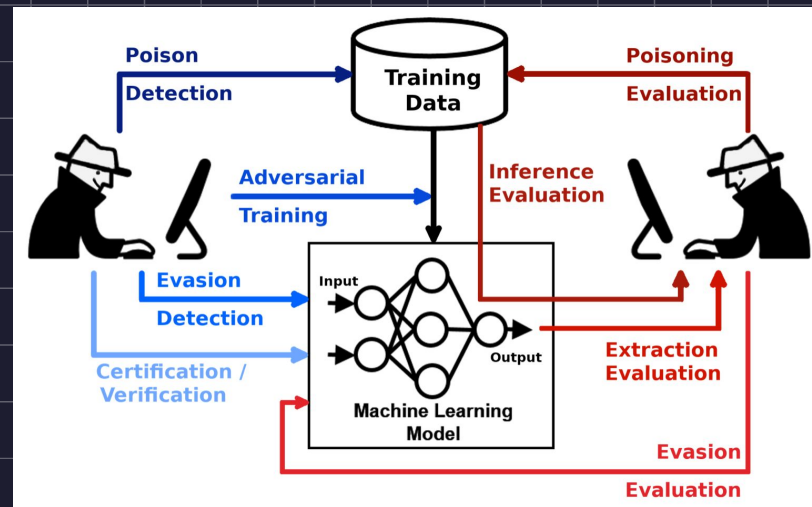 Poison
Detection
Training
Data
Poisoning
Evaluation
Adversarial
Training
Inference
Evaluation
Evasion
Detection
Certification /
Verification
Input
Output
Machine Learning
Model
Extraction
Evaluation
Evasion
Evaluation